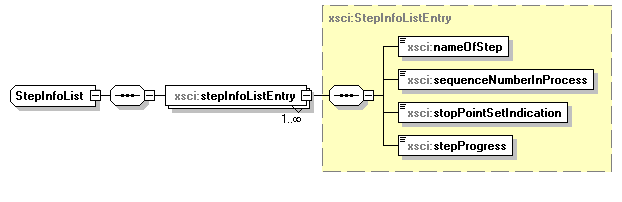 xsci:StepInfoListEntry
xsci:nameOfStep
xsci:sequenceNumberInProcess
StepInfoList
xsci:stepInfoListEntry
1..∞
xsci:stopPointSetIndication
xsci:stepProgress